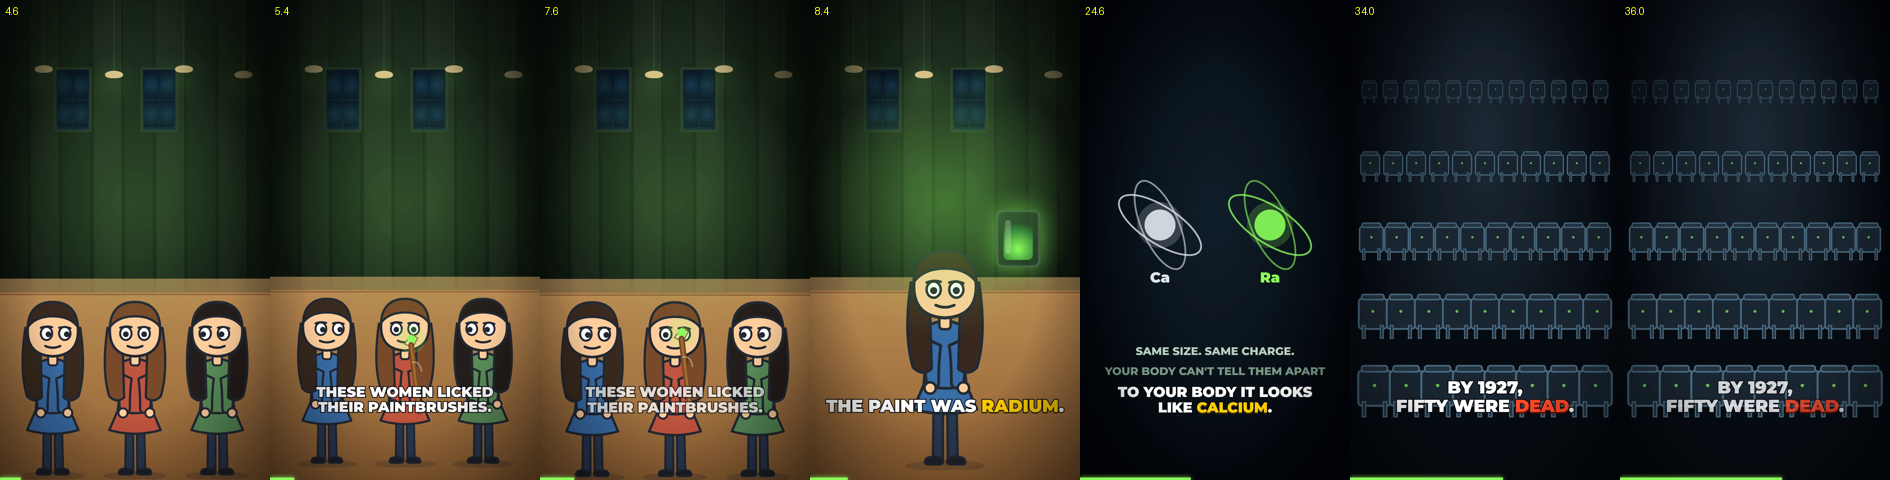 4.6
5.4
7.6
8.4
24.6
34.0
36.0
THESE WOMEN LICKED
THEIR PAINTBRUSHES.
THESE WOMEN LICKED
THEIR PAINTBRUSHES.
THE PAINT WAS RADIUM.
Ca
Ra
SAME SIZE. SAME CHARGE.
YOUR BODY CAN'T TELL THEM APART
TO YOUR BODY IT LOOKS
LIKE CALCIUM.
BY 1927,
FIFTY WERE DEAD.
BY 1927,
FIFTY WERE DEAD.